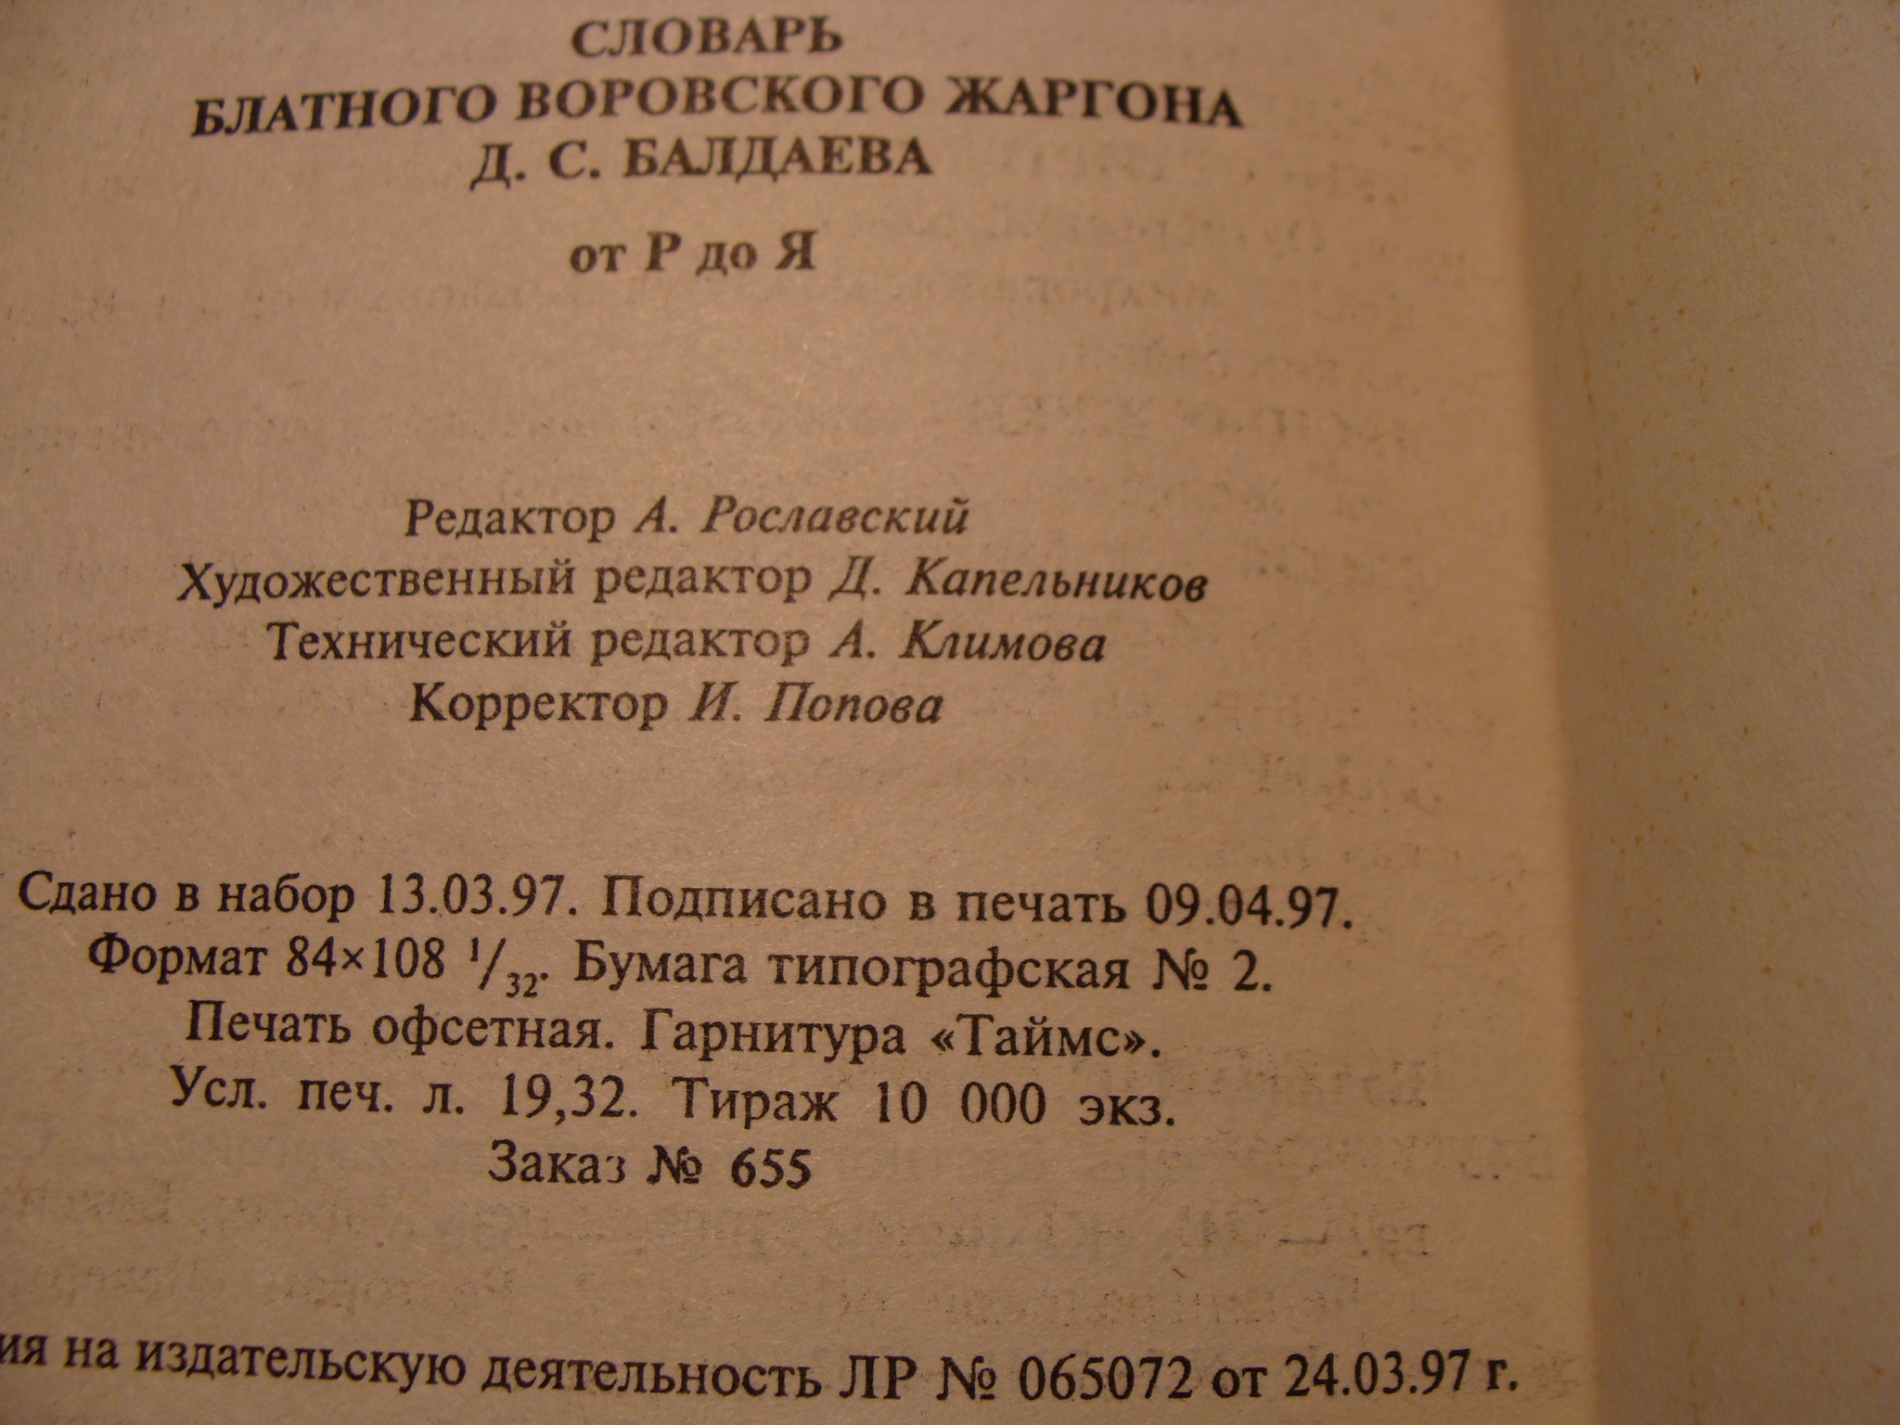 СЛОВАРЬ
БЛАТНОГО ВОРОВСКОГО ЖАРГОНА
Д. С. БАЛДАЕВА
от Р до Я
Редактор А. Рославский
Художественный редактор Д. Капельников
Технический редактор А. Климова
Корректор И. Попова
Сдано в набор 13.03.97. Подписано в печать 09.04.97.
Формат 84×108 1/32. Бумага типографская № 2.
Печать офсетная. Гарнитура «Таймс».
Усл. печ. л. 19,32. Тираж 10 000 экз.
Заказ № 655
ия на издательскую деятельность ЛР № 065072 от 24.03.97 г.